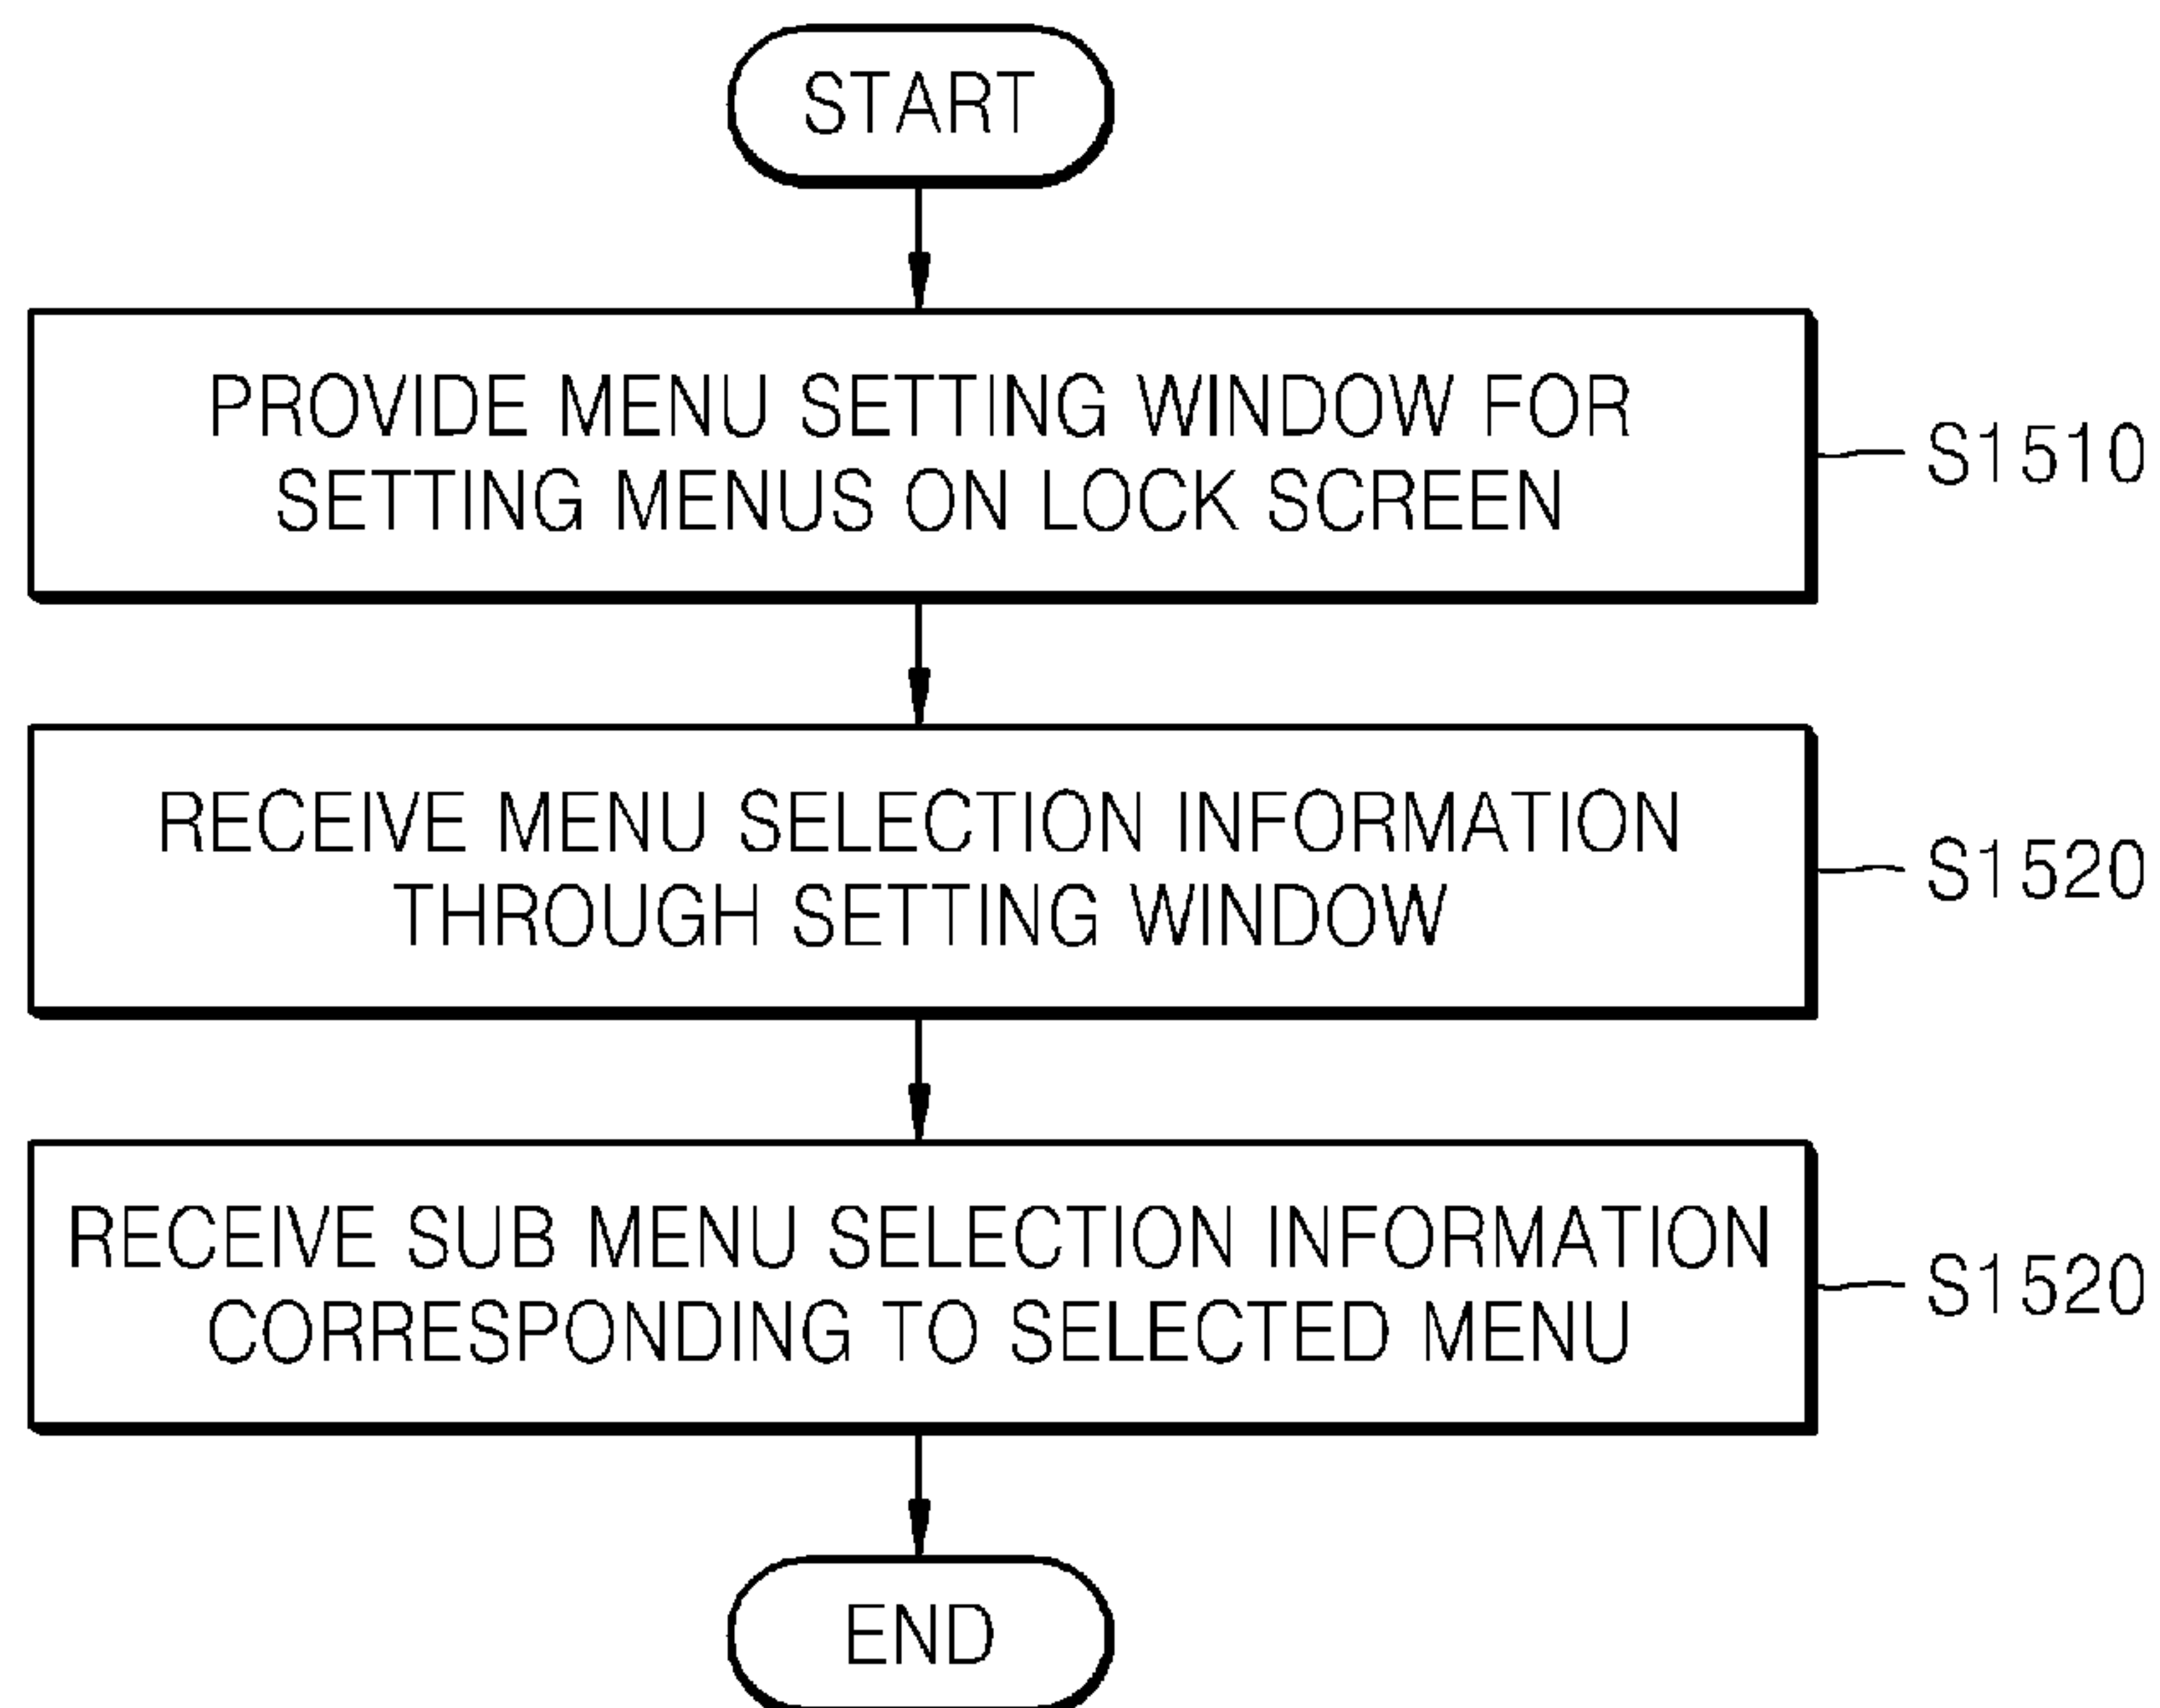 START
PROVIDE MENU SETTING WINDOW FOR
SETTING MENUS ON LOCK SCREEN
S1510
RECEIVE MENU SELECTION INFORMATION
THROUGH SETTING WINDOW
S1520
RECEIVE SUB MENU SELECTION INFORMATION
CORRESPONDING TO SELECTED MENU
S1520
END